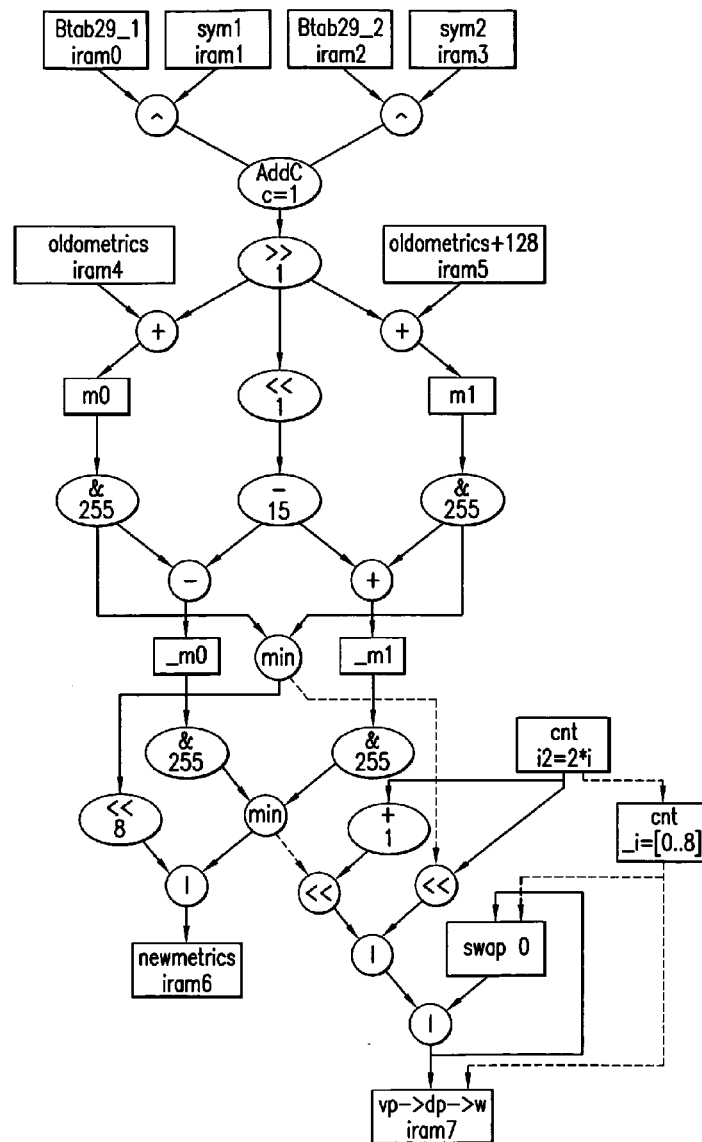 Btab29_1
iram0
sym1
iram1
Btab29_2
iram2
sym2
iram3
^
^
AddC
c=1
oldometrics
iram4
>>
1
oldometrics+128
iram5
+
+
m0
<<
1
m1
&
255
-
15
&
255
-
+
_m0
min
_m1
&
255
&
255
cnt
i2=2*i
<<
8
min
+
1
cnt
_i=[0..8]
|
<<
<<
newmetrics
iram6
|
swap 0
|
vp->dp->w
iram7